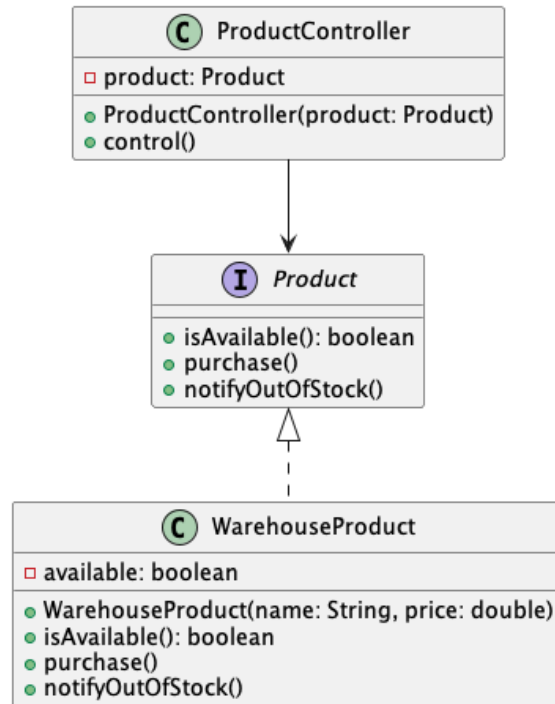 C ProductController
product: Product
ProductController(product: Product)
control()
I Product
isAvailable(): boolean
purchase()
notifyOutOfStock()
C WarehouseProduct
available: boolean
WarehouseProduct(name: String, price: double)
isAvailable(): boolean
purchase()
notifyOutOfStock()